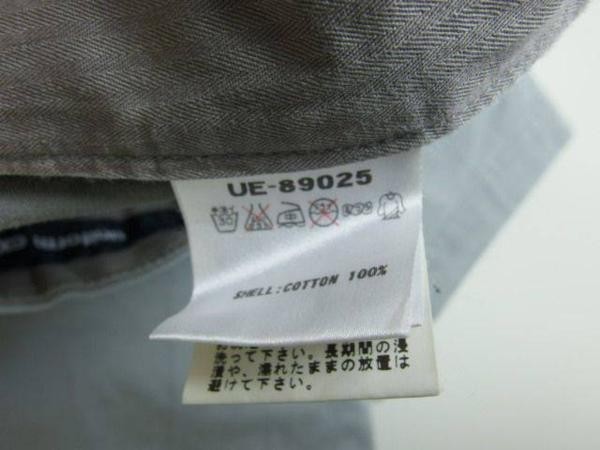 UE-89025
SHELL:COTTON 100%
洗って下さい。長期間の浸
漬や、濡れたままの放置は
避けて下さい。